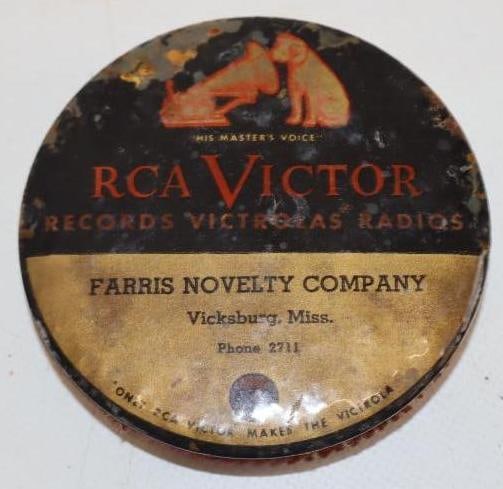 "HIS MASTER'S VOICE"
RCA VICTOR
RECORDS VICTROLAS RADIOS
FARRIS NOVELTY COMPANY
Vicksburg, Miss.
Phone 2711
"ONLY RCA VICTOR MAKES THE VICTROLA